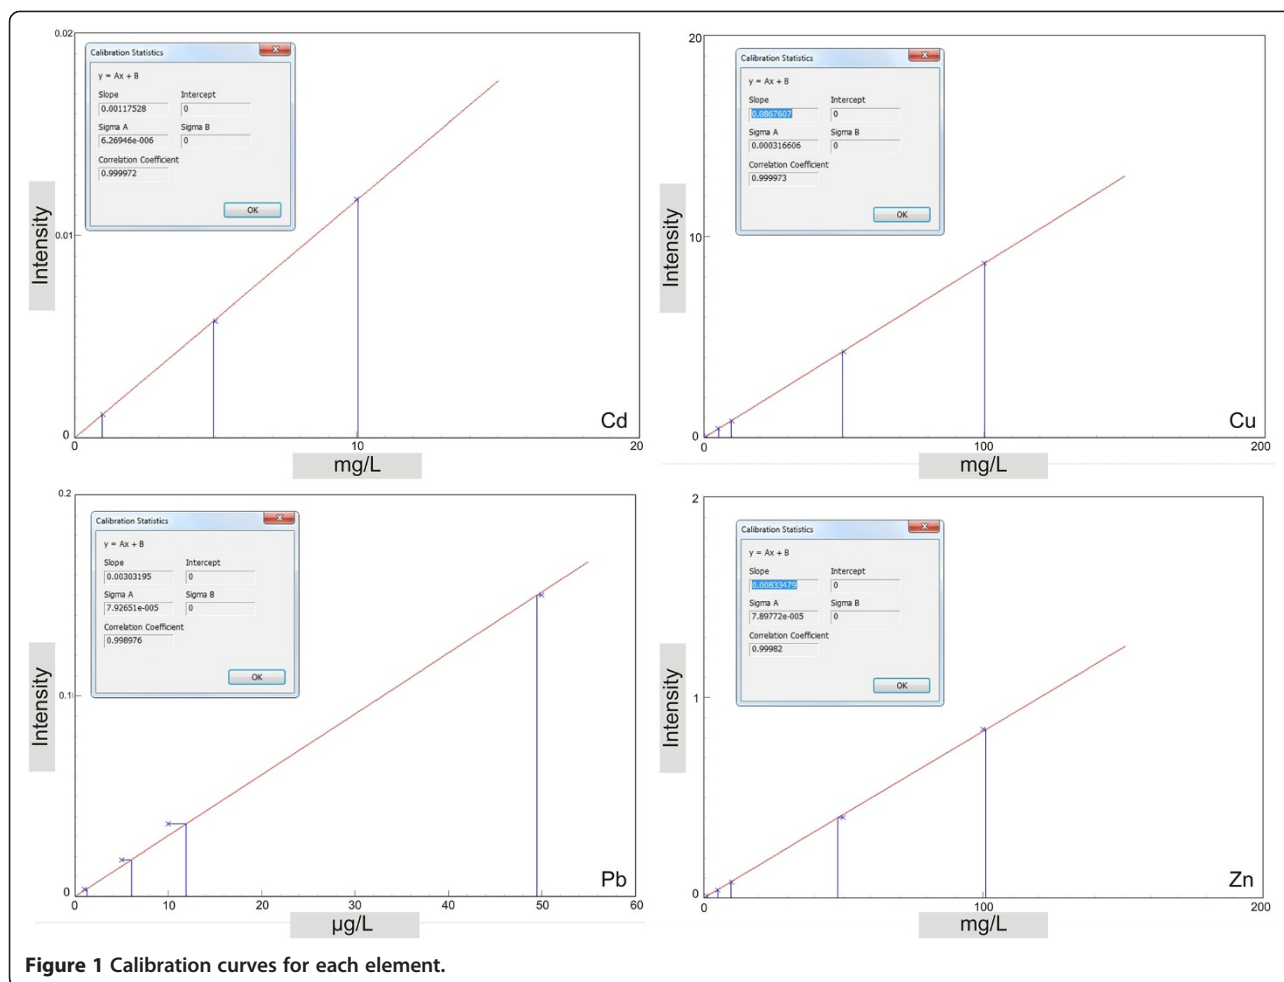 0.02
Calibration Statistics
y = Ax + B
Slope Intercept
0.00117528 0
Sigma A Sigma B
6.26946e-006 0
Correlation Coefficient
0.999972
OK
0.01
0
Intensity
Cd
0 10 20
mg/L
20
Calibration Statistics
y = Ax + B
Slope Intercept
0.0867607 0
Sigma A Sigma B
0.000316606 0
Correlation Coefficient
0.999973
OK
10
0
Intensity
Cu
0 100 200
mg/L
0.2
Calibration Statistics
y = Ax + B
Slope Intercept
0.00303195 0
Sigma A Sigma B
7.92651e-005 0
Correlation Coefficient
0.998976
OK
0.1
0
Intensity
Pb
0 10 20 30 40 50 60
µg/L
2
Calibration Statistics
y = Ax + B
Slope Intercept
0.00833479 0
Sigma A Sigma B
7.89772e-005 0
Correlation Coefficient
0.99982
OK
1
0
Intensity
Zn
0 100 200
mg/L
Figure 1 Calibration curves for each element.